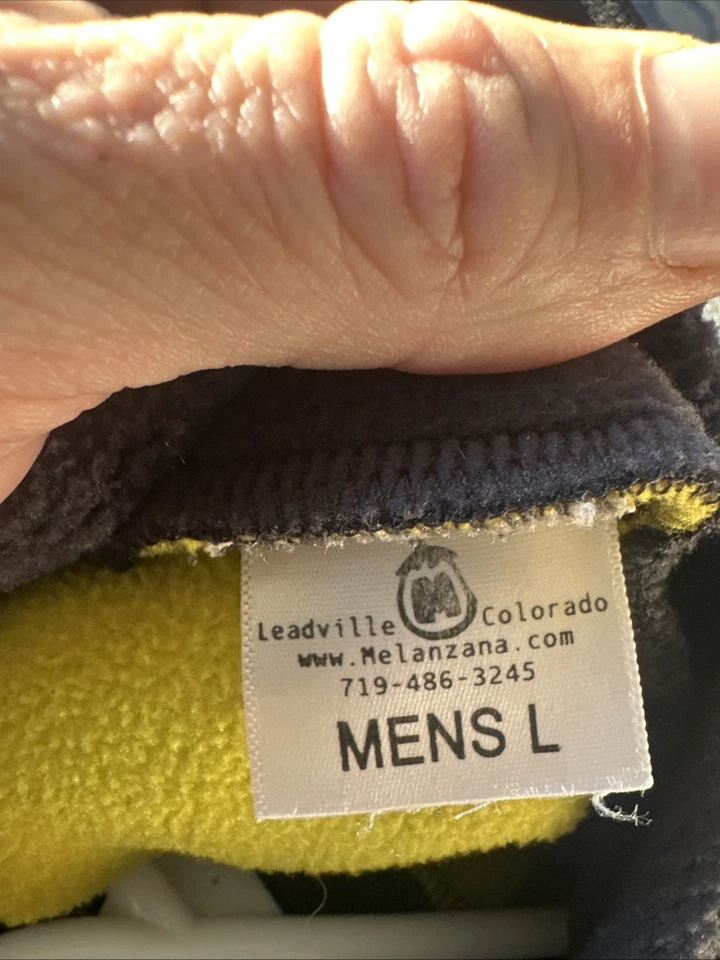 M
Leadville Colorado
www.Melanzana.com
719-486-3245
MENS L